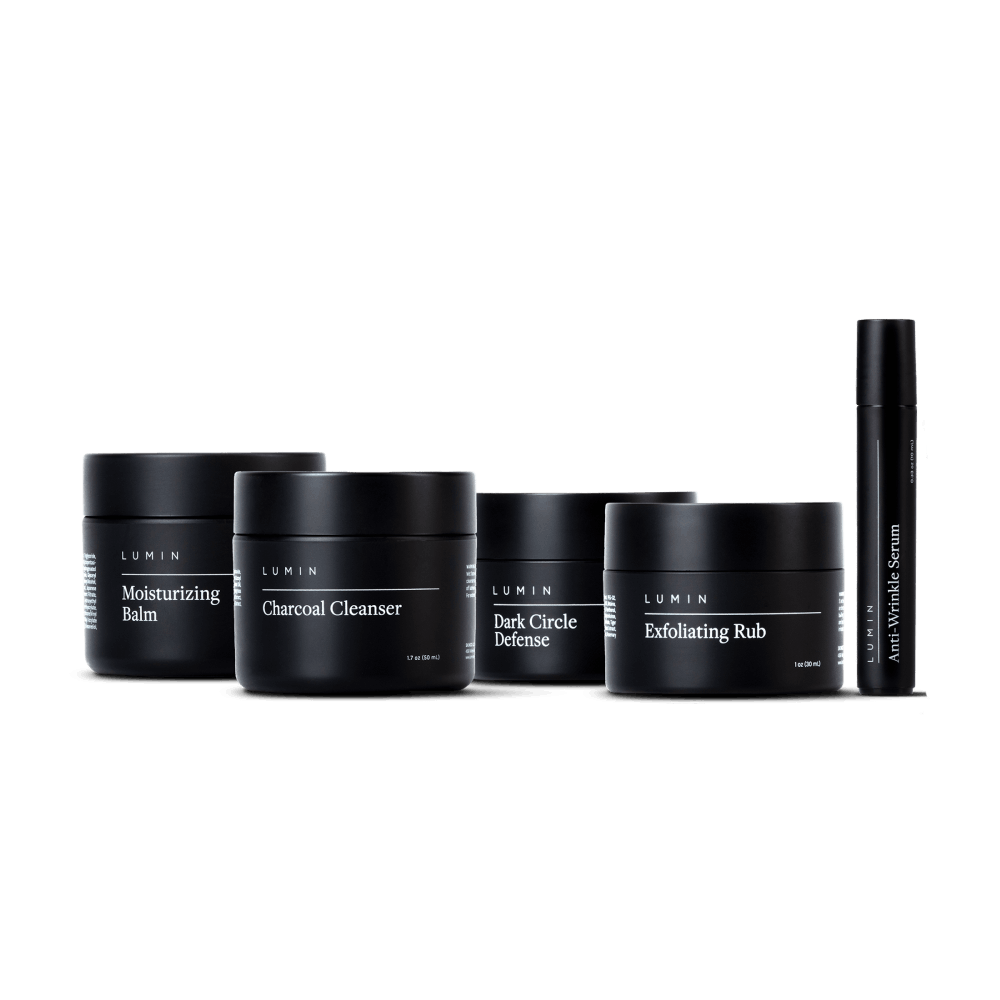 LUMIN
Moisturizing
Balm
LUMIN
Charcoal Cleanser
1.7 oz (50 mL)
LUMIN
Dark Circle
Defense
LUMIN
Exfoliating Rub
1 oz (30 mL)
LUMIN
Anti-Wrinkle Serum